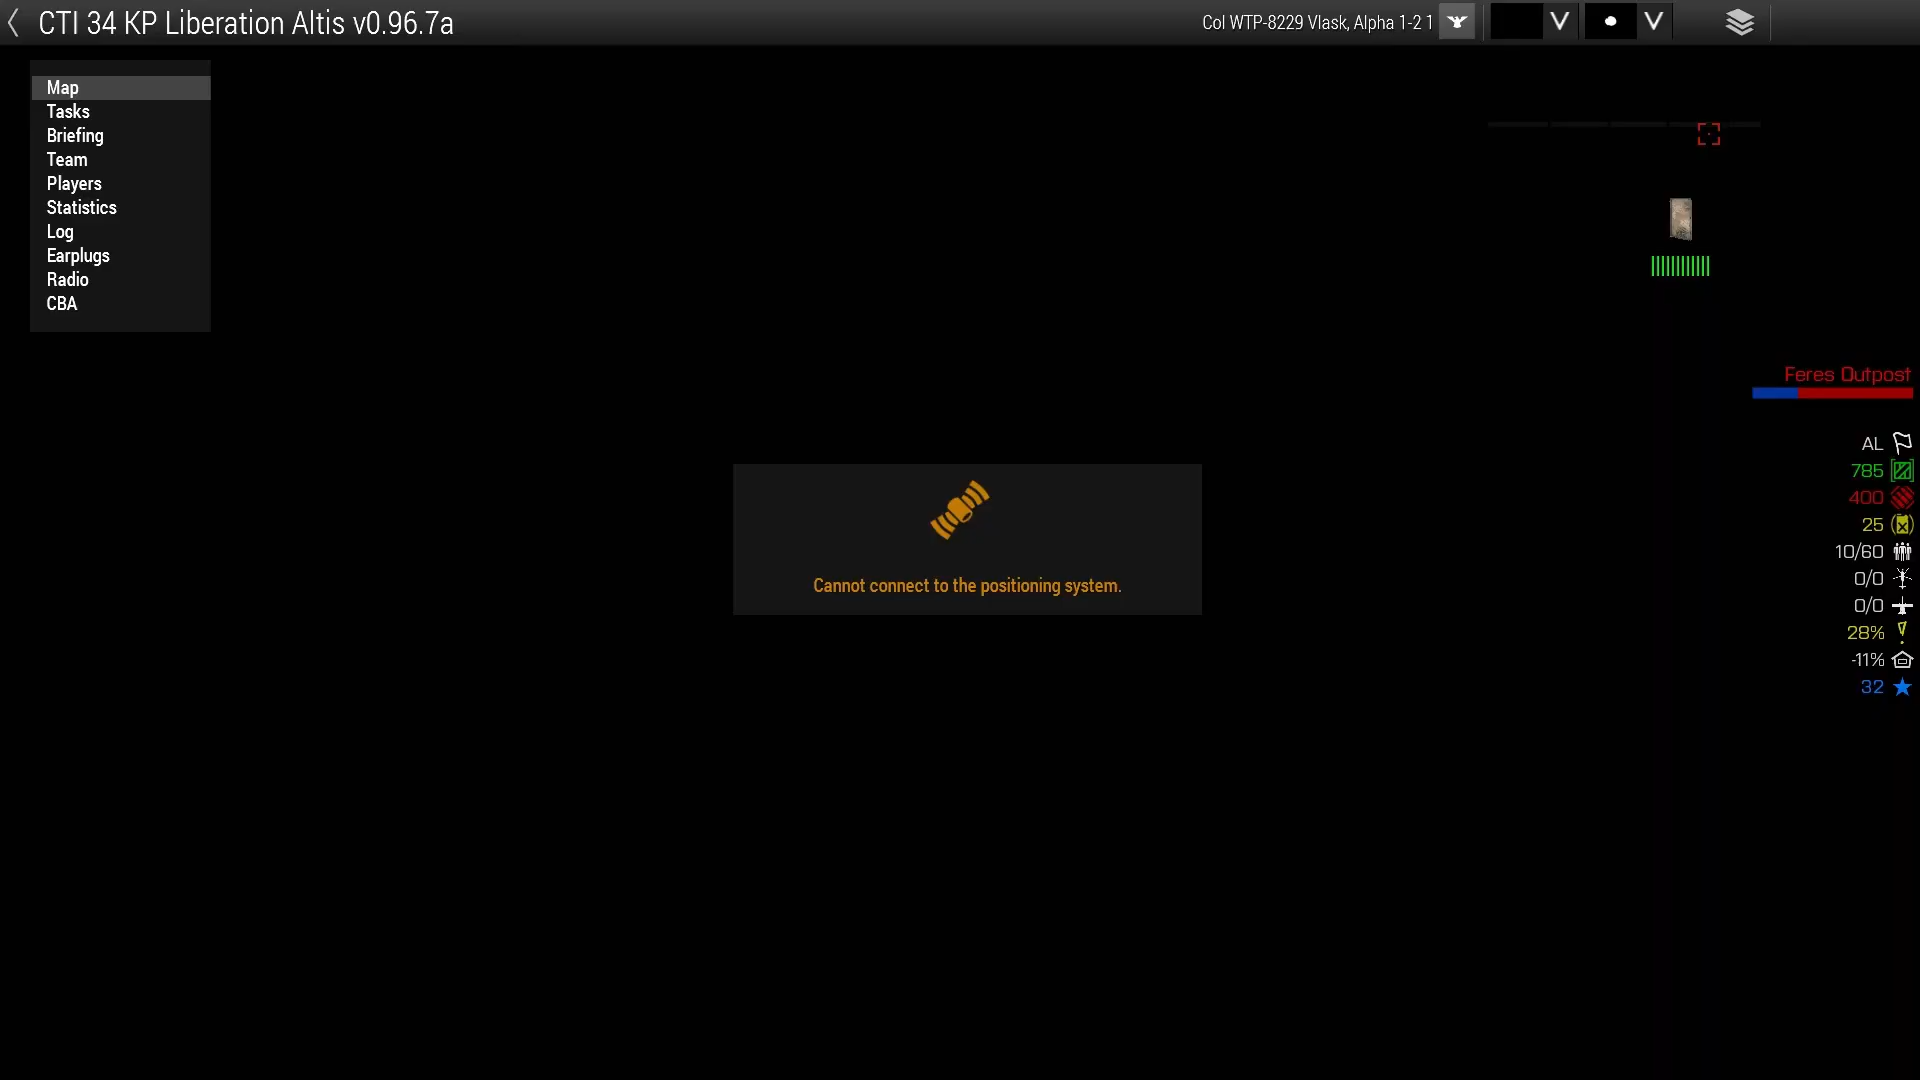 CTI 34 KP Liberation Altis v0.96.7a
Col WTP-8229 Vlask, Alpha 1-2 1
Map
Tasks
Briefing
Team
Players
Statistics
Log
Earplugs
Radio
CBA
Cannot connect to the positioning system.
Feres Outpost
AL
785
400
25
10/60
0/0
0/0
28%
-11%
32